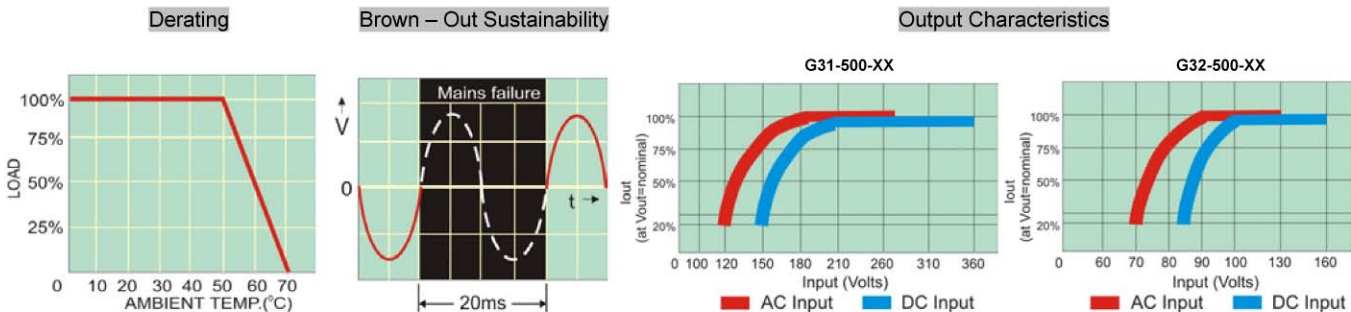 Derating
100%
75%
50%
25%
LOAD
0 10 20 30 40 50 60 70
AMBIENT TEMP.(°C)
Brown – Out Sustainability
Mains failure
V
0
t
20ms
Output Characteristics
G31-500-XX
100%
75%
50%
20%
Iout
(at Vout=nominal)
0 100 120 150 180 210 260 310 360
Input (Volts)
AC Input
DC Input
G32-500-XX
100%
75%
50%
20%
Iout
(at Vout=nominal)
0 60 70 80 90 100 130 160
Input (Volts)
AC Input
DC Input